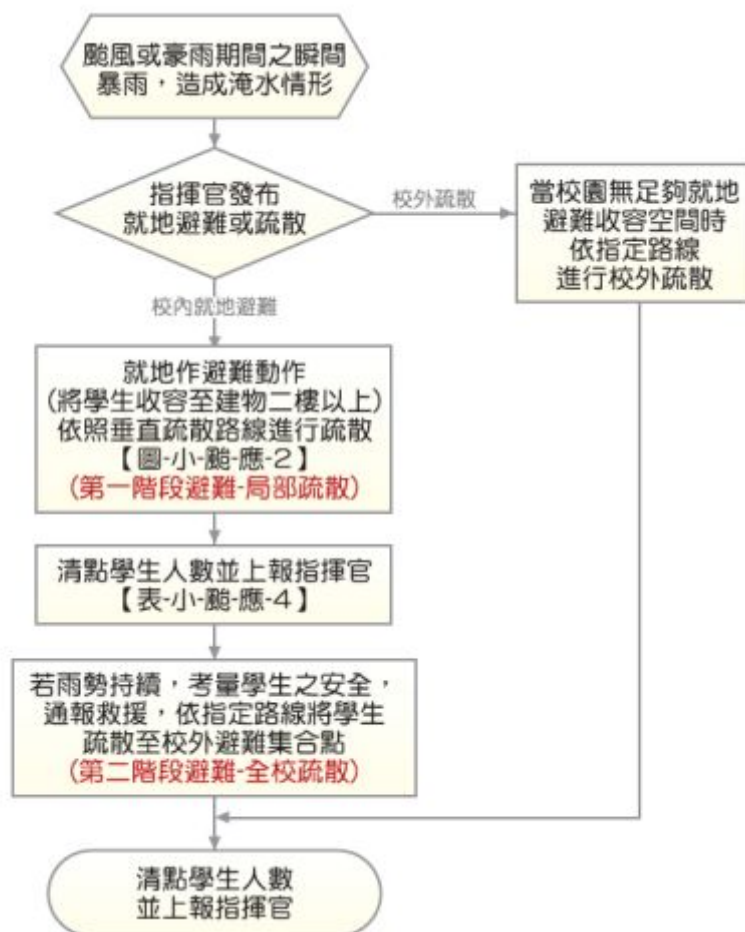 颱風或豪雨期間之瞬間
暴雨，造成淹水情形
指揮官發布
就地避難或疏散
校外疏散
當校園無足夠就地
避難收容空間時
依指定路線
進行校外疏散
校內就地避難
就地作避難動作
(將學生收容至建物二樓以上)
依照垂直疏散路線進行疏散
【圖-小-颱-應-2】
(第一階段避難-局部疏散)
清點學生人數並上報指揮官
【表-小-颱-應-4】
若雨勢持續，考量學生之安全，
通報救援，依指定路線將學生
疏散至校外避難集合點
(第二階段避難-全校疏散)
清點學生人數
並上報指揮官